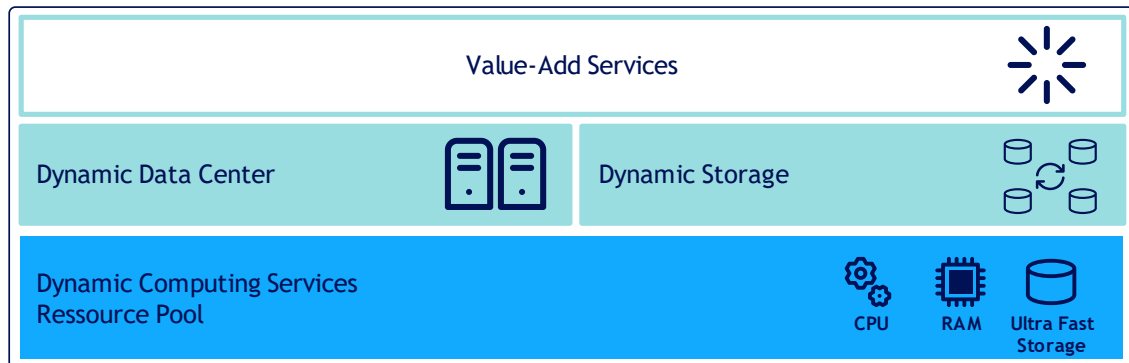 Value-Add Services
Dynamic Data Center
Dynamic Storage
Dynamic Computing Services
Ressource Pool
CPU
RAM
Ultra Fast
Storage